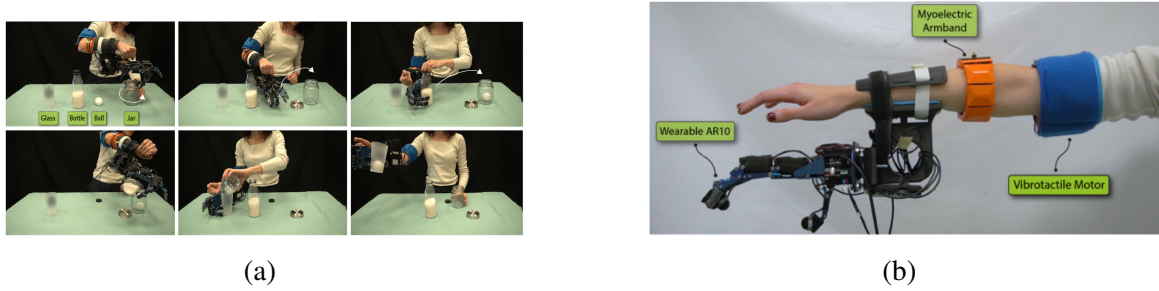 Glass
Bottle
Ball
Jar
Myoelectric
Armband
Wearable AR10
Vibrotactile Motor
(a)
(b)